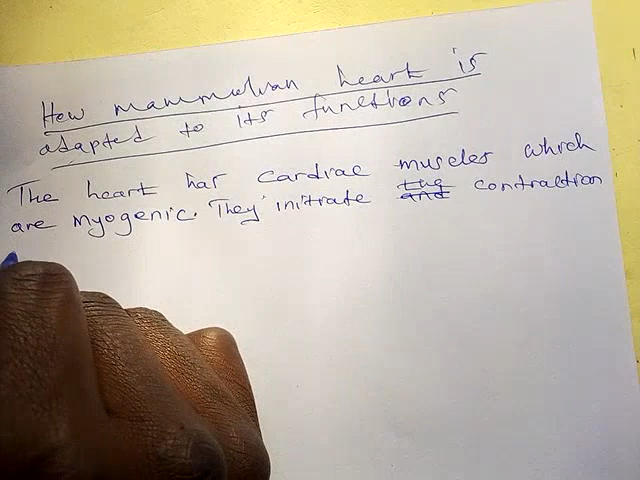 How mammalian heart is
adapted to its functions
The heart has cardiac muscles which
are myogenic. They initiate contraction